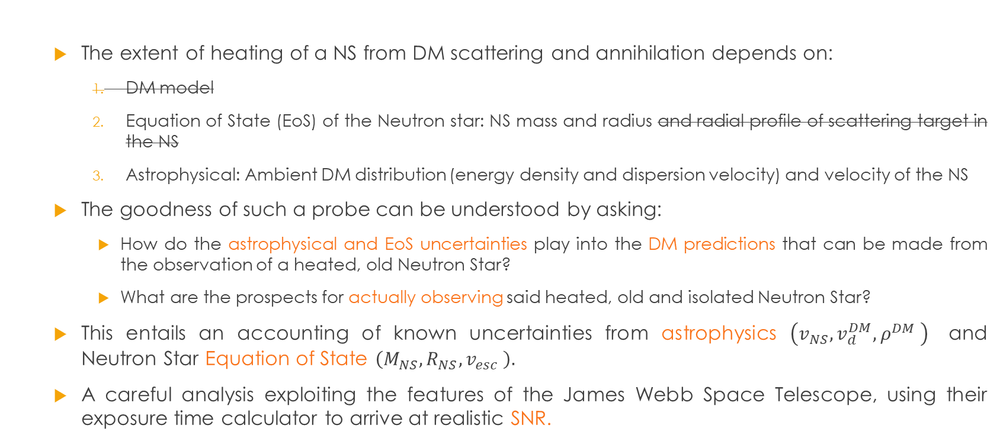 ▶ The extent of heating of a NS from DM scattering and annihilation depends on:
1. DM model
2. Equation of State (EoS) of the Neutron star: NS mass and radius and radial profile of scattering target in
the NS
3. Astrophysical: Ambient DM distribution (energy density and dispersion velocity) and velocity of the NS
▶ The goodness of such a probe can be understood by asking:
▶ How do the astrophysical and EoS uncertainties play into the DM predictions that can be made from
the observation of a heated, old Neutron Star?
▶ What are the prospects for actually observing said heated, old and isolated Neutron Star?
▶ This entails an accounting of known uncertainties from astrophysics (v_{NS}, v_d^{DM}, ρ^{DM}) and
Neutron Star Equation of State (M_{NS}, R_{NS}, v_{esc}).
▶ A careful analysis exploiting the features of the James Webb Space Telescope, using their
exposure time calculator to arrive at realistic SNR.